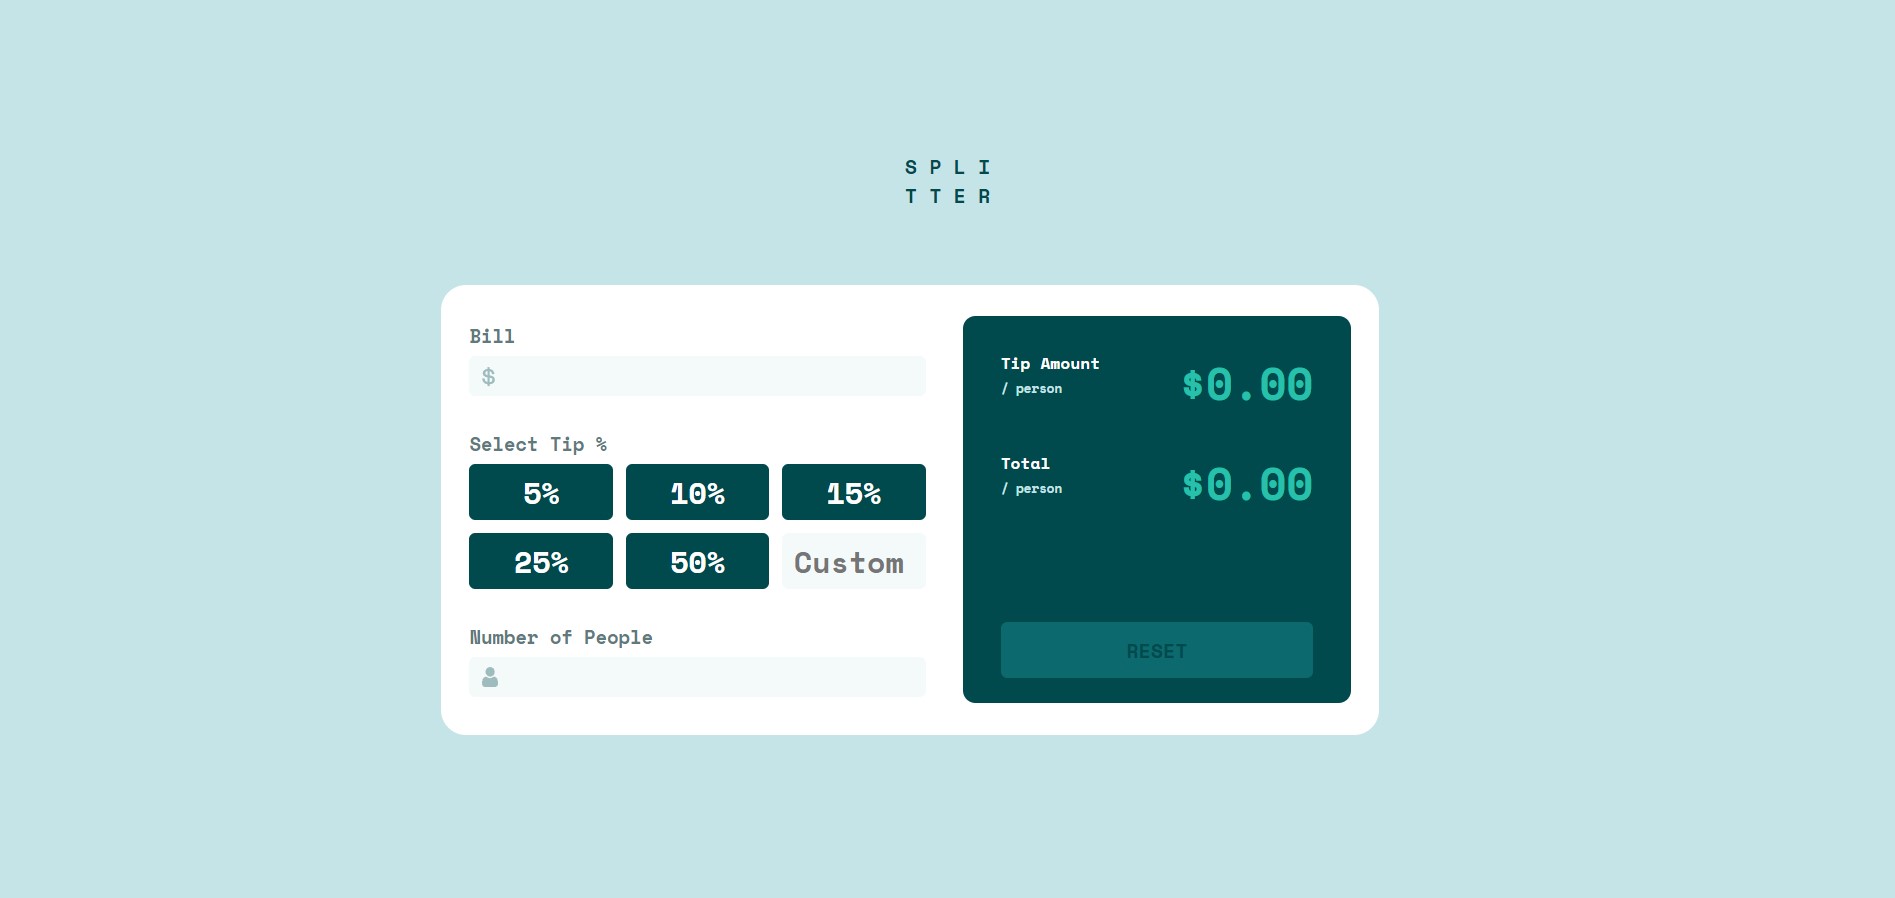 S P L I
T T E R
Bill
$
Select Tip %
5% 10% 15%
25% 50% Custom
Number of People
Tip Amount
/ person
$0.00
Total
/ person
$0.00
RESET